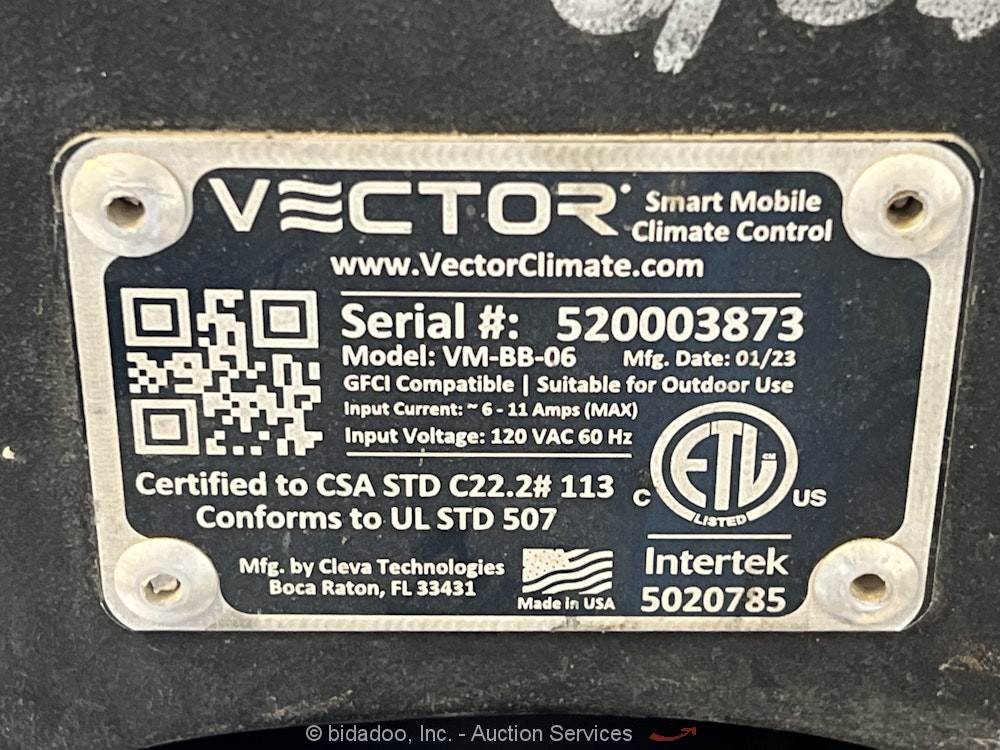 VECTOR
Smart Mobile
Climate Control
www.VectorClimate.com
Serial #: 520003873
Model: VM-BB-06 Mfg. Date: 01/23
GFCI Compatible | Suitable for Outdoor Use
Input Current: ~ 6 - 11 Amps (MAX)
Input Voltage: 120 VAC 60 Hz
Certified to CSA STD C22.2# 113
Conforms to UL STD 507
C ETL CM US
LISTED
Intertek
5020785
Mfg. by Cleva Technologies
Boca Raton, FL 33431
Made in USA
© bidadoo, Inc. - Auction Services